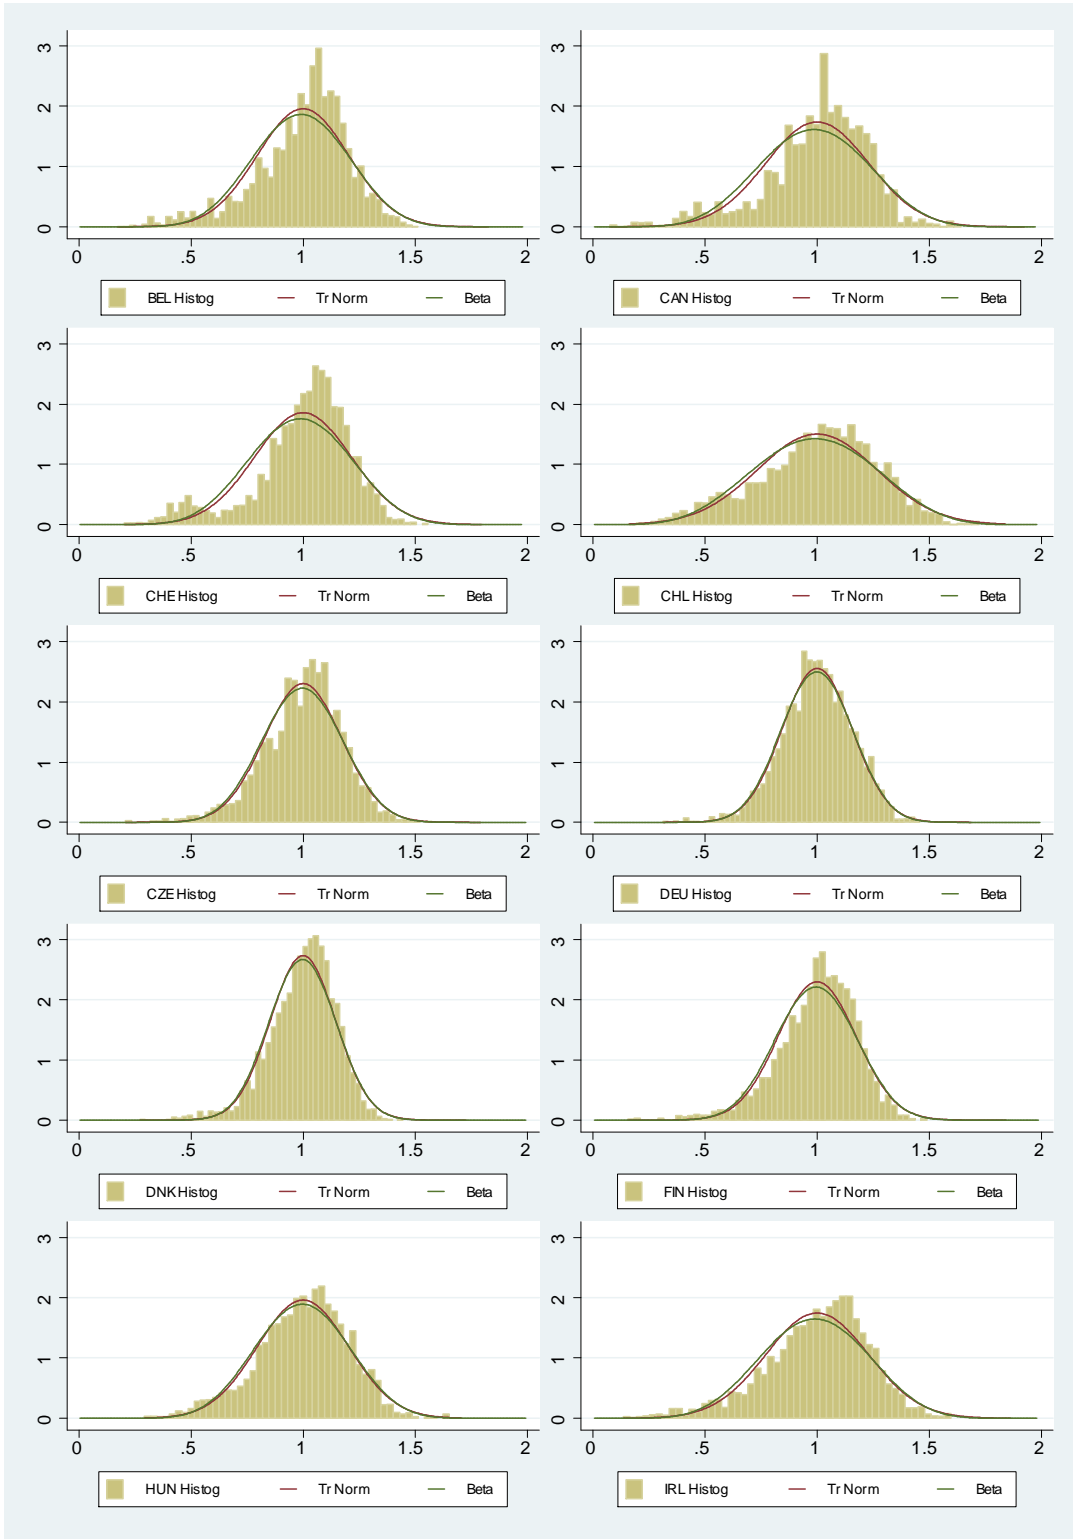 3
2
1
0
0 .5 1 1.5 2
BEL Histog Tr Norm Beta
3
2
1
0
0 .5 1 1.5 2
CAN Histog Tr Norm Beta
3
2
1
0
0 .5 1 1.5 2
CHE Histog Tr Norm Beta
3
2
1
0
0 .5 1 1.5 2
CHL Histog Tr Norm Beta
3
2
1
0
0 .5 1 1.5 2
CZE Histog Tr Norm Beta
3
2
1
0
0 .5 1 1.5 2
DEU Histog Tr Norm Beta
3
2
1
0
0 .5 1 1.5 2
DNK Histog Tr Norm Beta
3
2
1
0
0 .5 1 1.5 2
FIN Histog Tr Norm Beta
3
2
1
0
0 .5 1 1.5 2
HUN Histog Tr Norm Beta
3
2
1
0
0 .5 1 1.5 2
IRL Histog Tr Norm Beta